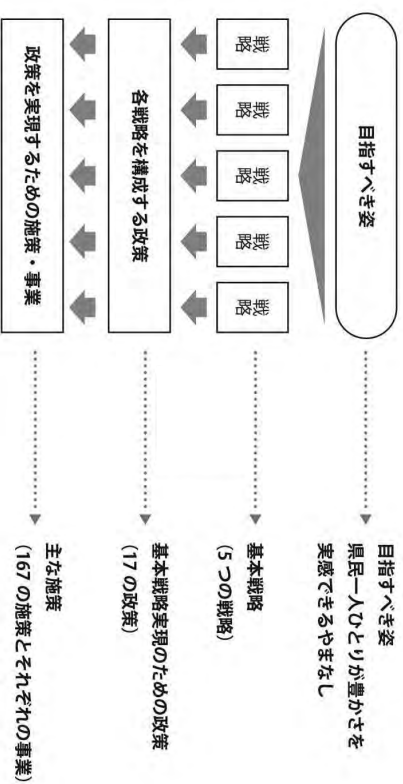 目指すべき姿
目指すべき姿
県民一人ひとりが豊かさを
実感できるやまなし
戦略
戦略
戦略
戦略
戦略
基本戦略
(5 つの戦略)
各戦略を構成する政策
基本戦略実現のための政策
(17 の政策)
政策を実現するための施策・事業
主な施策
(167 の施策とそれぞれの事業)